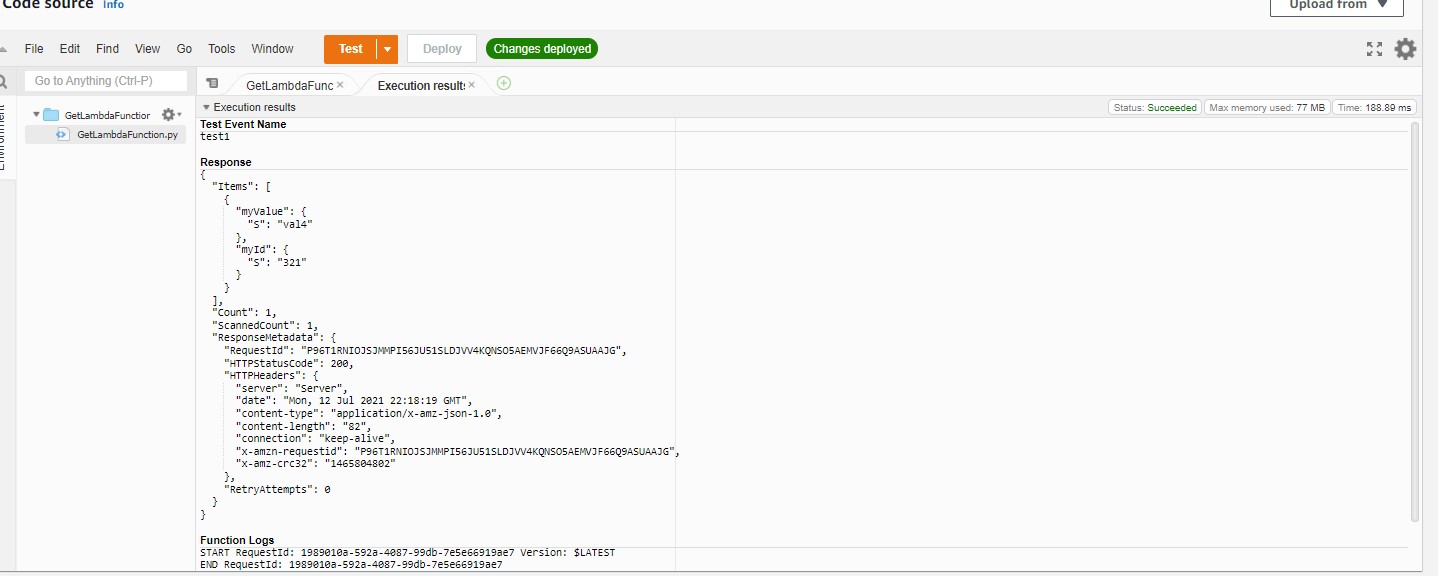 Code source Info
Upload from
File Edit Find View Go Tools Window Test Deploy Changes deployed
Go to Anything (Ctrl-P) GetLambdaFunc × Execution results ×
Environment
GetLambdaFunction
GetLambdaFunction.py
Execution results Status: Succeeded Max memory used: 77 MB Time: 188.89 ms
Test Event Name
test1
Response
{
"Items": [
{
"myValue": {
"S": "val4"
},
"myId": {
"S": "321"
}
}
],
"Count": 1,
"ScannedCount": 1,
"ResponseMetadata": {
"RequestId": "P96T1RNIOJSJMMPI56JU51SLDJVV4KQNSO5AEMVJF66Q9ASUAAJG",
"HTTPStatusCode": 200,
"HTTPHeaders": {
"server": "Server",
"date": "Mon, 12 Jul 2021 22:18:19 GMT",
"content-type": "application/x-amz-json-1.0",
"content-length": "82",
"connection": "keep-alive",
"x-amzn-requestid": "P96T1RNIOJSJMMPI56JU51SLDJVV4KQNSO5AEMVJF66Q9ASUAAJG",
"x-amz-crc32": "1465804802"
},
"RetryAttempts": 0
}
}
Function Logs
START RequestId: 1989010a-592a-4087-99db-7e5e66919ae7 Version: $LATEST
END RequestId: 1989010a-592a-4087-99db-7e5e66919ae7